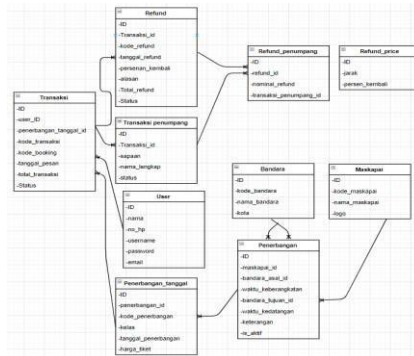 Refund
-ID
-Transaksi_id
-kode_refund
-tanggal_refund
-persenan_kembali
-alasan
-Total_refund
-Status
Refund_penumpang
-ID
-refund_id
-nominal_refund
-transaksi_penumpang_id
Refund_price
-ID
-jarak
-persen_kembali
Transaksi
-ID
-user_ID
-penerbangan_tanggal_id
-kode_transaksi
-kode_booking
-tanggal_pesan
-total_transaksi
-Status
Transaksi penumpang
-ID
-Transaksi_id
-sapaan
-nama_lengkap
-status
User
-ID
-nama
-no_hp
-username
-password
-email
Bandara
-ID
-kode_bandara
-nama_bandara
-kota
Maskapai
-ID
-kode_maskapai
-nama_maskapai
-logo
Penerbangan_tanggal
-ID
-penerbangan_id
-kode_penerbangan
-kelas
-tanggal_penerbangan
-harga_tiket
Penerbangan
-ID
-maskapai_id
-bandara_asal_id
-waktu_keberangkatan
-bandara_tujuan_id
-waktu_kedatangan
-keterangan
-is_aktif